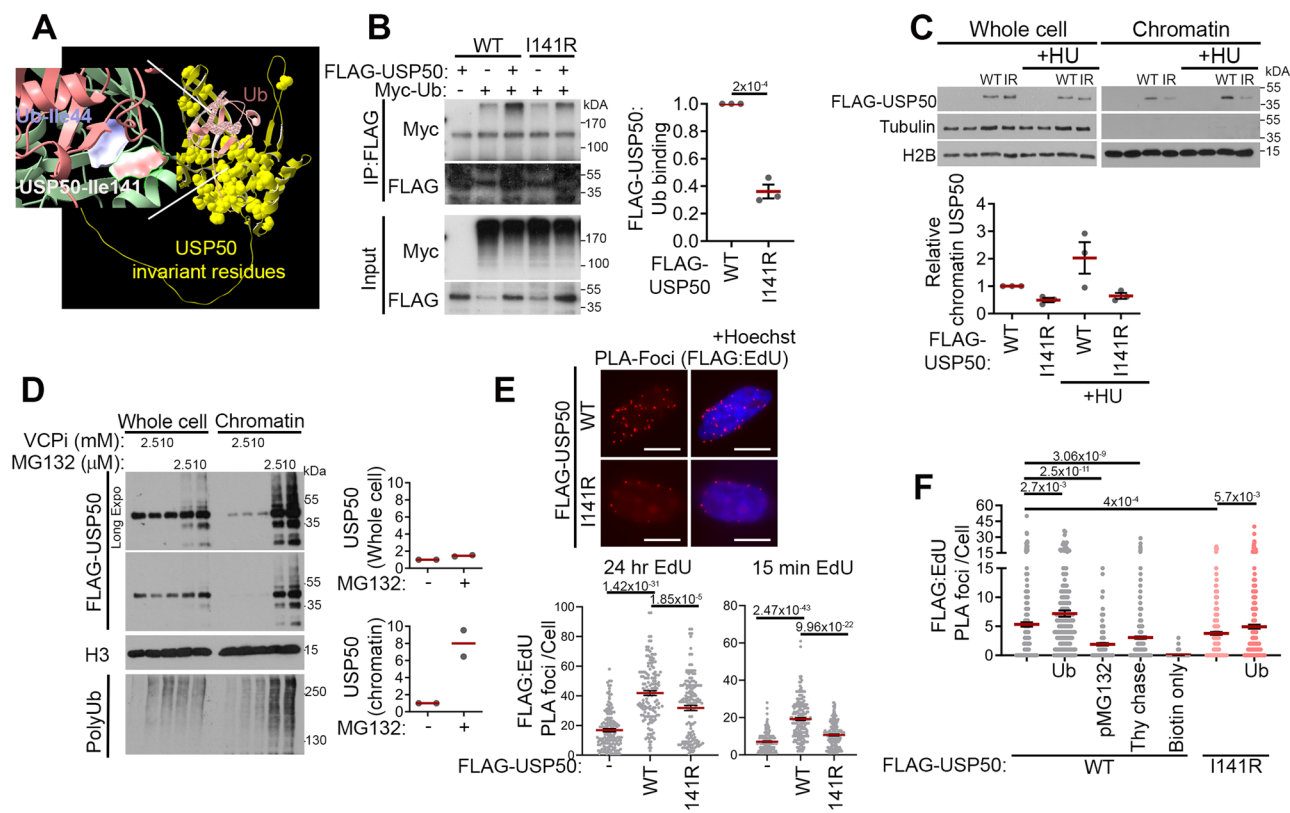 A
Ub
Ub-Ile44
USP50-Ile141
USP50
invariant residues
B
WT I141R
FLAG-USP50: + - + - +
Myc-Ub: - + + + +
kDA
IP:FLAG
Myc
170
100
FLAG
55
35
Input
Myc
170
100
FLAG
55
35
FLAG-USP50:
Ub binding
2x10-4
1.0
0.8
0.6
0.4
0.2
0.0
FLAG-
USP50
WT
I141R
C
Whole cell Chromatin
+HU +HU
WT IR WT IR WT IR WT IR
kDA
FLAG-USP50
55
35
Tubulin
55
35
H2B
15
Relative
chromatin USP50
4
3
2
1
0
FLAG-
USP50:
WT
I141R
WT
I141R
+HU
D
Whole cell Chromatin
VCPi (mM): 2.510 2.510
MG132 (μM): 2.510 2.510
kDa
FLAG-USP50
Long Expo
55
35
55
35
H3
15
PolyUb
250
130
USP50
(Whole cell)
10
8
6
4
2
0
MG132: - +
USP50
(chromatin)
10
8
6
4
2
0
MG132: - +
E
+Hoechst
PLA-Foci (FLAG:EdU)
FLAG-USP50
WT
I141R
24 hr EdU
1.42x10-31
1.85x10-5
FLAG:EdU
PLA foci /Cell
100
80
60
40
20
0
15 min EdU
2.47x10-43
9.96x10-22
80
60
40
20
0
FLAG-USP50:
-
WT
141R
-
WT
141R
F
3.06x10-9
2.5x10-11
2.7x10-3
4x10-4
5.7x10-3
FLAG:EdU
PLA foci /Cell
60
45
30
15
15
10
5
0
Ub
pMG132
Thy chase
Biotin only
Ub
FLAG-USP50: WT I141R